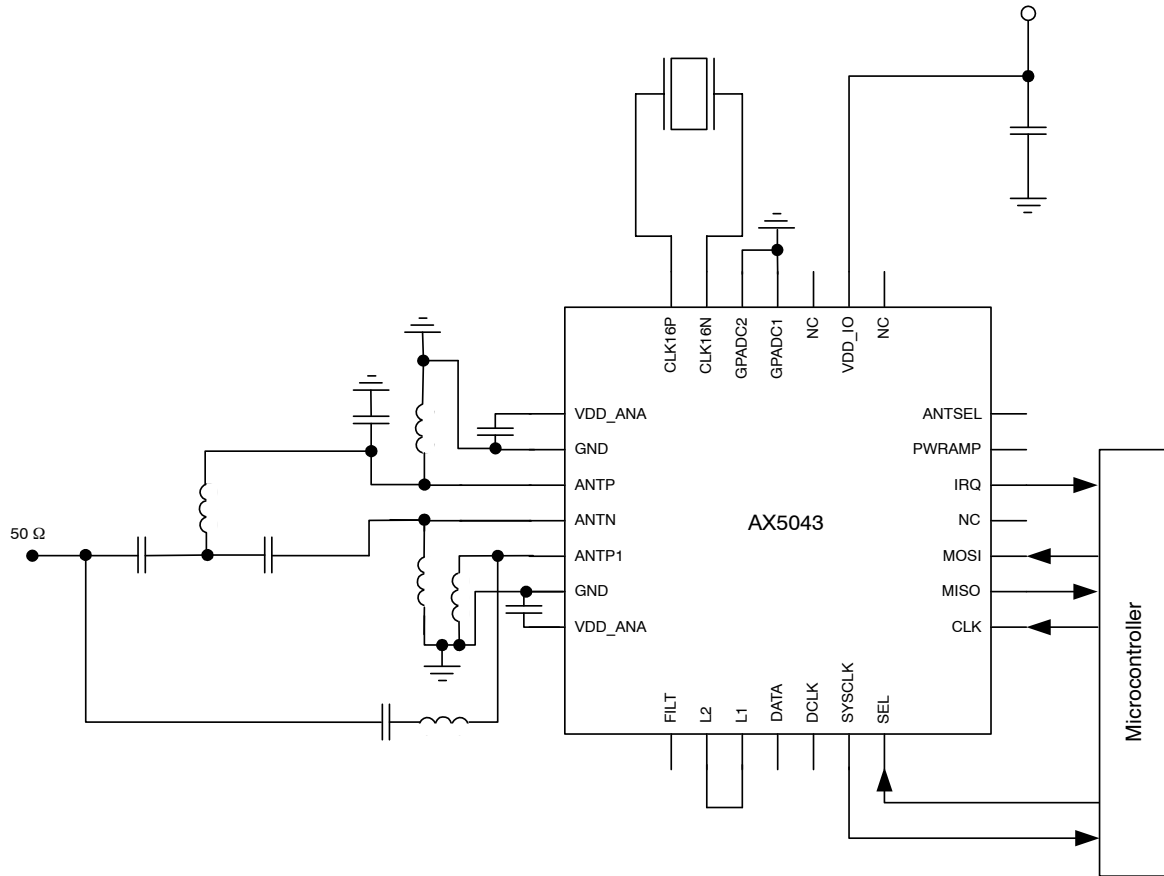 CLK16P
CLK16N
GPADC2
GPADC1
NC
VDD_IO
NC
VDD_ANA
GND
ANTP
ANTN
ANTP1
GND
VDD_ANA
50 Ω
AX5043
ANTSEL
PWRAMP
IRQ
NC
MOSI
MISO
CLK
FILT
L2
L1
DATA
DCLK
SYSCLK
SEL
Microcontroller